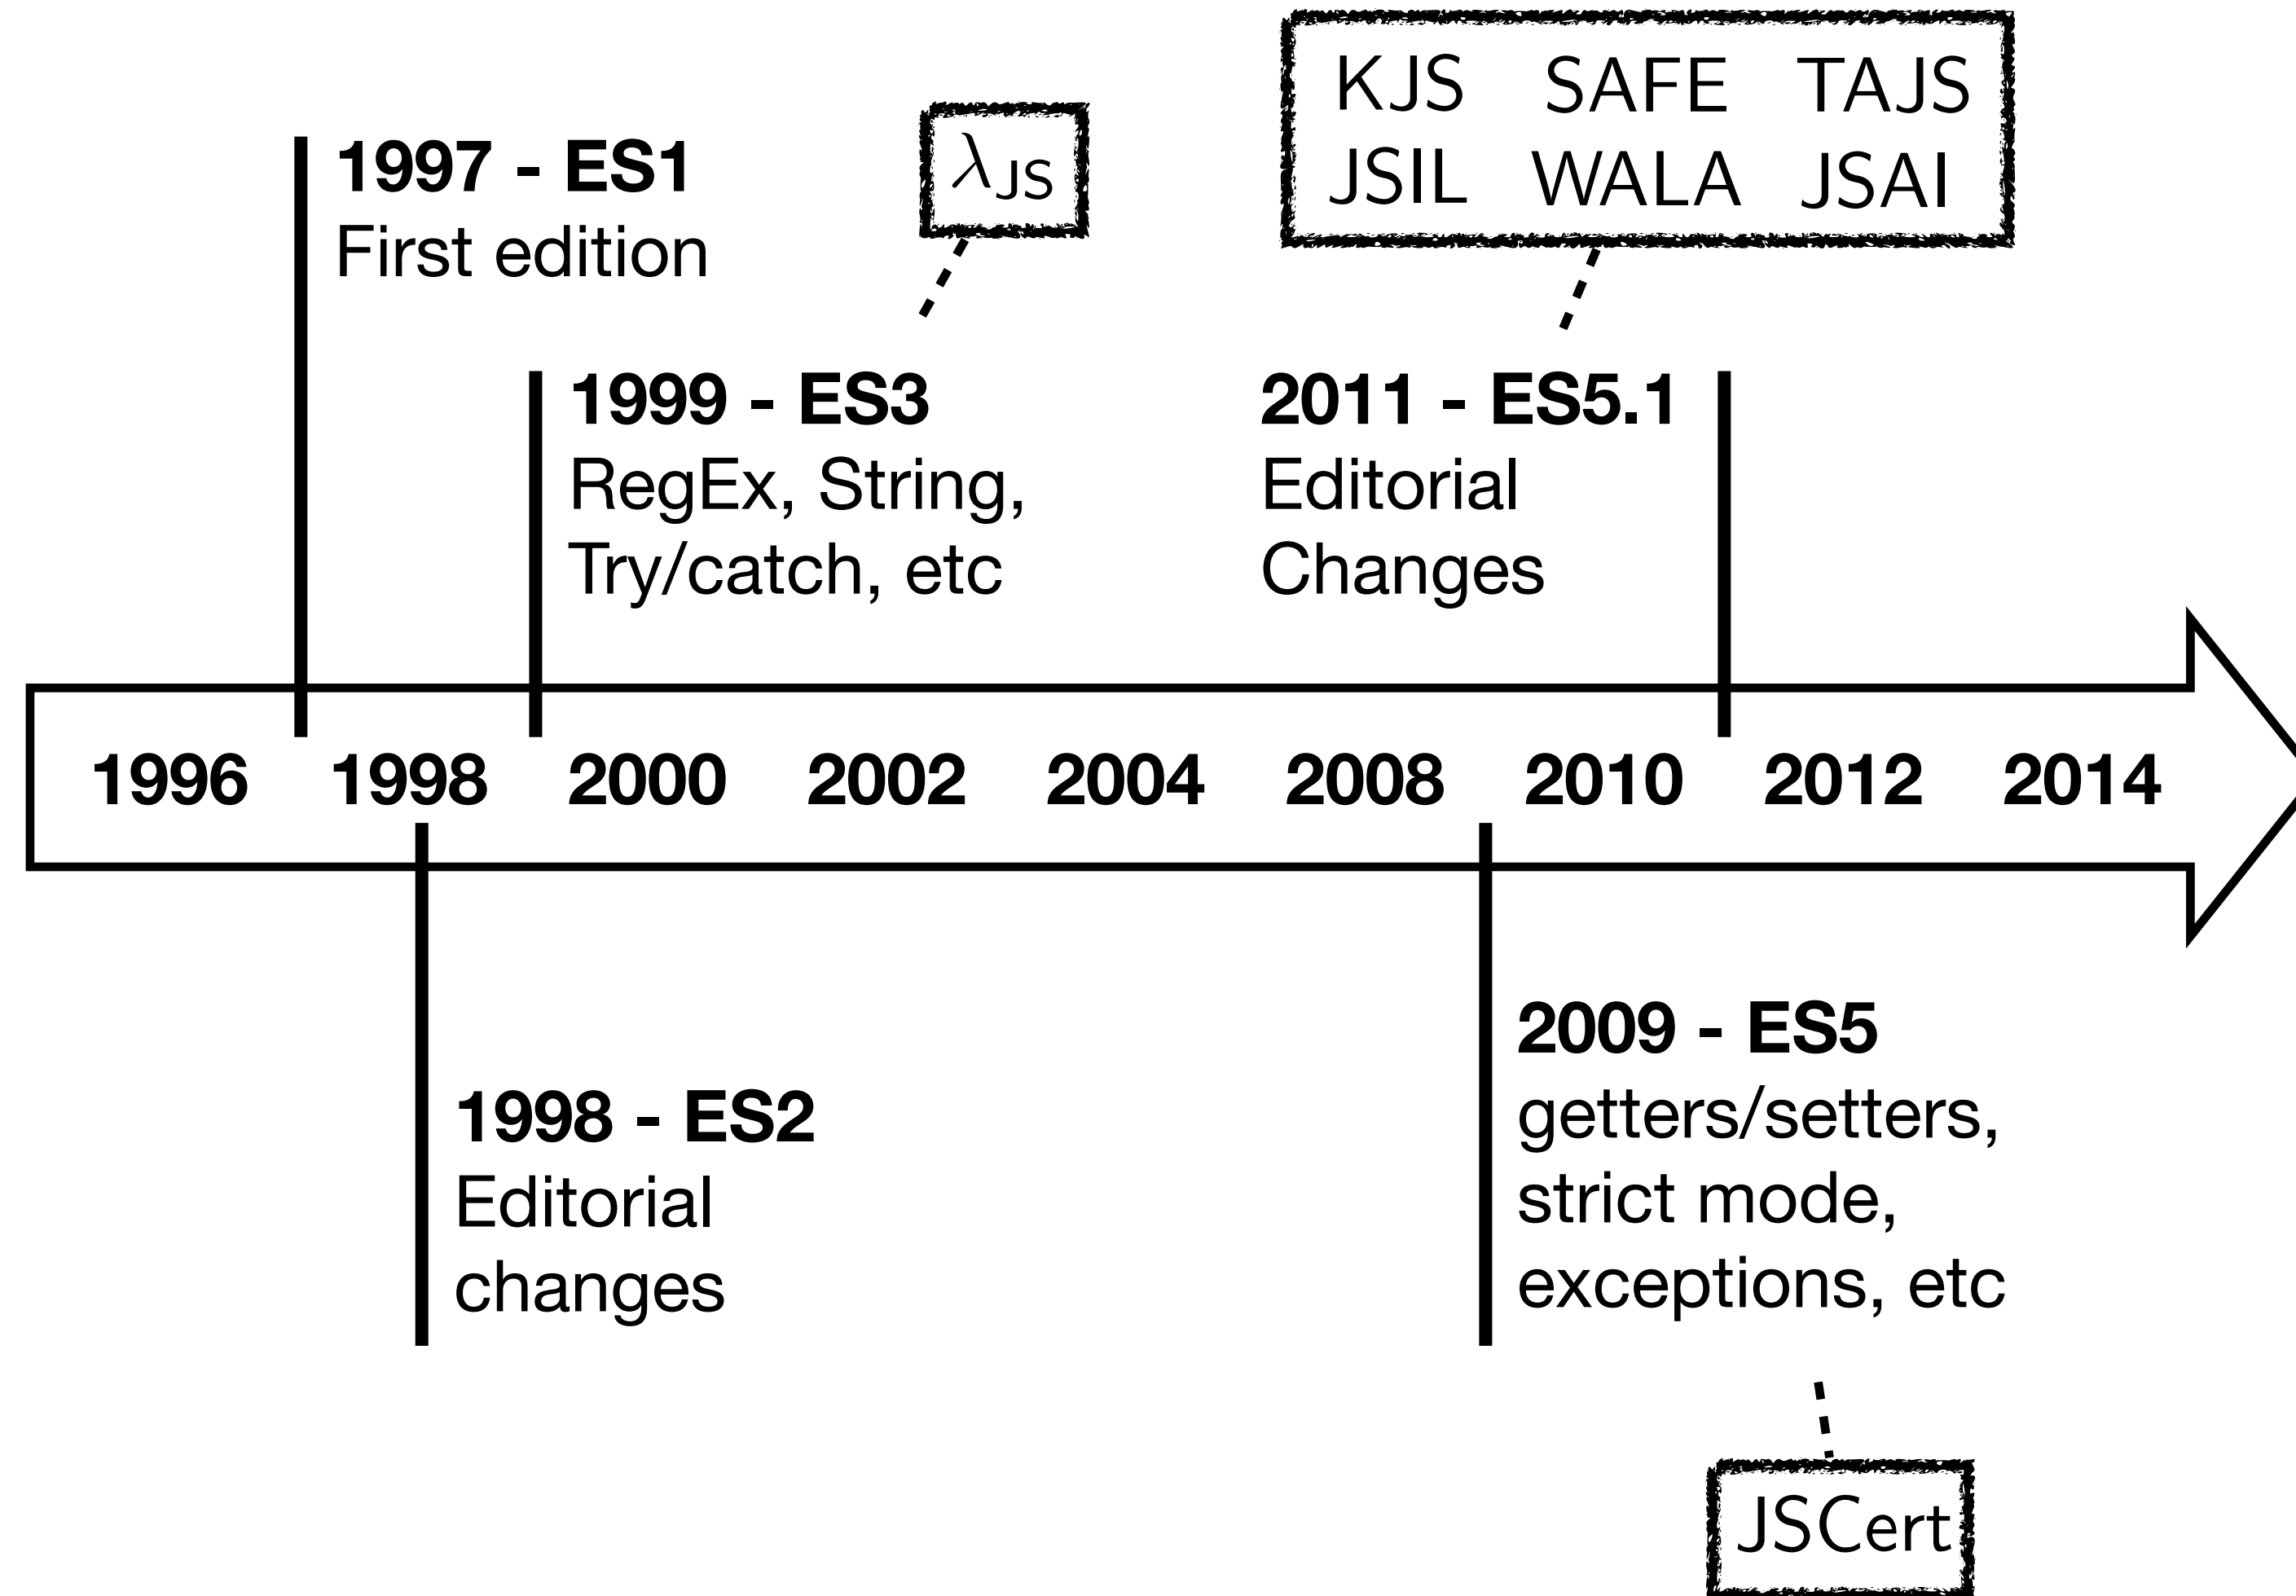 KJS SAFE TAJS
JSIL WALA JSAI
λJS
1997 - ES1
First edition
1999 - ES3
RegEx, String,
Try/catch, etc
2011 - ES5.1
Editorial
Changes
1996 1998 2000 2002 2004 2008 2010 2012 2014
1998 - ES2
Editorial
changes
2009 - ES5
getters/setters,
strict mode,
exceptions, etc
JSCert